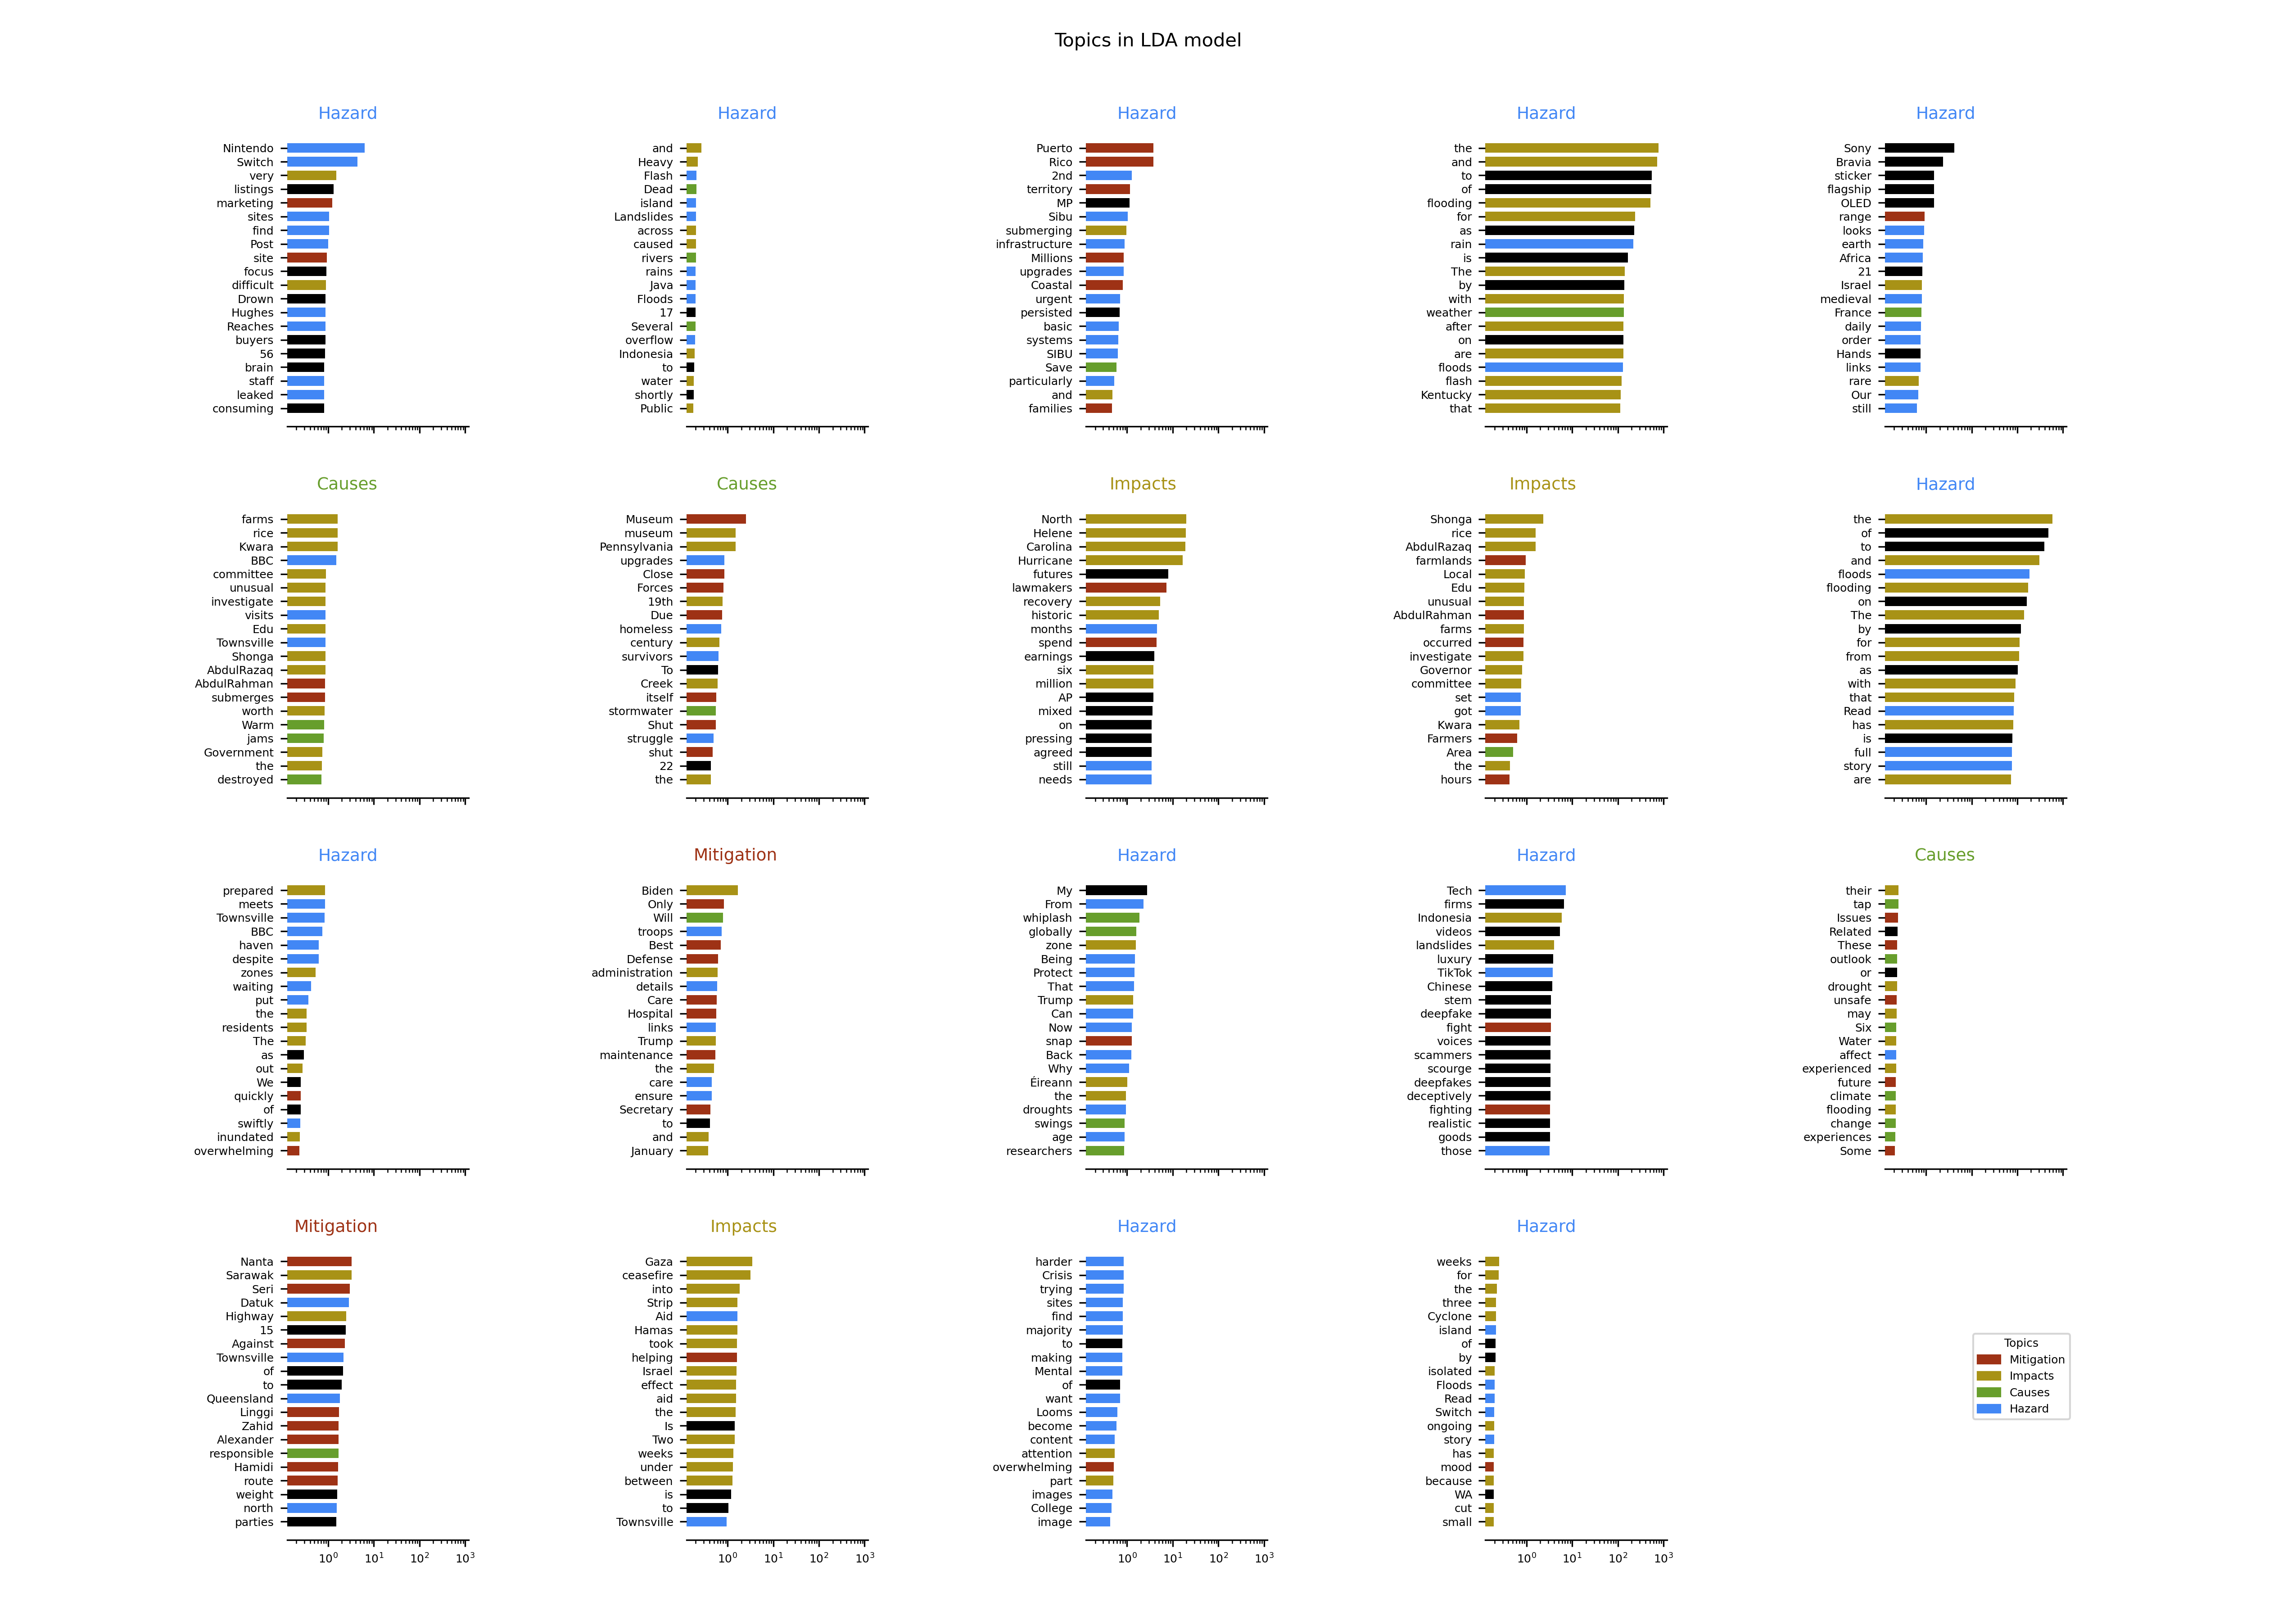 Topics in LDA model
Hazard
Nintendo
Switch
very
listings
marketing
sites
find
Post
site
focus
difficult
Drown
Hughes
Reaches
buyers
56
brain
staff
leaked
consuming
Hazard
and
Heavy
Flash
Dead
island
Landslides
across
caused
rivers
rains
Java
Floods
17
Several
overflow
Indonesia
to
water
shortly
Public
Hazard
Puerto
Rico
2nd
territory
MP
Sibu
submerging
infrastructure
Millions
upgrades
Coastal
urgent
persisted
basic
systems
SIBU
Save
particularly
and
families
Hazard
the
and
to
of
flooding
for
as
rain
is
The
by
with
weather
after
on
are
floods
flash
Kentucky
that
Hazard
Sony
Bravia
sticker
flagship
OLED
range
looks
earth
Africa
21
Israel
medieval
France
daily
order
Hands
links
rare
Our
still
Causes
farms
rice
Kwara
BBC
committee
unusual
investigate
visits
Edu
Townsville
Shonga
AbdulRazaq
AbdulRahman
submerges
worth
Warm
jams
Government
the
destroyed
Causes
Museum
museum
Pennsylvania
upgrades
Close
Forces
19th
Due
homeless
century
survivors
To
Creek
itself
stormwater
Shut
struggle
shut
22
the
Impacts
North
Helene
Carolina
Hurricane
futures
lawmakers
recovery
historic
months
spend
earnings
six
million
AP
mixed
on
pressing
agreed
still
needs
Impacts
Shonga
rice
AbdulRazaq
farmlands
Local
Edu
unusual
AbdulRahman
farms
occurred
investigate
Governor
committee
set
got
Kwara
Farmers
Area
the
hours
Hazard
the
of
to
and
floods
flooding
on
The
by
for
from
as
with
that
Read
has
is
full
story
are
Hazard
prepared
meets
Townsville
BBC
haven
despite
zones
waiting
put
the
residents
The
as
out
We
quickly
of
swiftly
inundated
overwhelming
Mitigation
Biden
Only
Will
troops
Best
Defense
administration
details
Care
Hospital
links
Trump
maintenance
the
care
ensure
Secretary
to
and
January
Hazard
My
From
whiplash
globally
zone
Being
Protect
That
Trump
Can
Now
snap
Back
Why
Éireann
the
droughts
swings
age
researchers
Hazard
Tech
firms
Indonesia
videos
landslides
luxury
TikTok
Chinese
stem
deepfake
fight
voices
scammers
scourge
deepfakes
deceptively
fighting
realistic
goods
those
Causes
their
tap
Issues
Related
These
outlook
or
drought
unsafe
may
Six
Water
affect
experienced
future
climate
flooding
change
experiences
Some
Mitigation
Nanta
Sarawak
Seri
Datuk
Highway
15
Against
Townsville
of
to
Queensland
Linggi
Zahid
Alexander
responsible
Hamidi
route
weight
north
parties
10⁰ 10¹ 10² 10³
Impacts
Gaza
ceasefire
into
Strip
Aid
Hamas
took
helping
Israel
effect
aid
the
Is
Two
weeks
under
between
is
to
Townsville
10⁰ 10¹ 10² 10³
Hazard
harder
Crisis
trying
sites
find
majority
to
making
Mental
of
want
Looms
become
content
attention
overwhelming
part
images
College
image
10⁰ 10¹ 10² 10³
Hazard
weeks
for
the
three
Cyclone
island
of
by
isolated
Floods
Read
Switch
ongoing
story
has
mood
because
WA
cut
small
10⁰ 10¹ 10² 10³
Topics
Mitigation
Impacts
Causes
Hazard